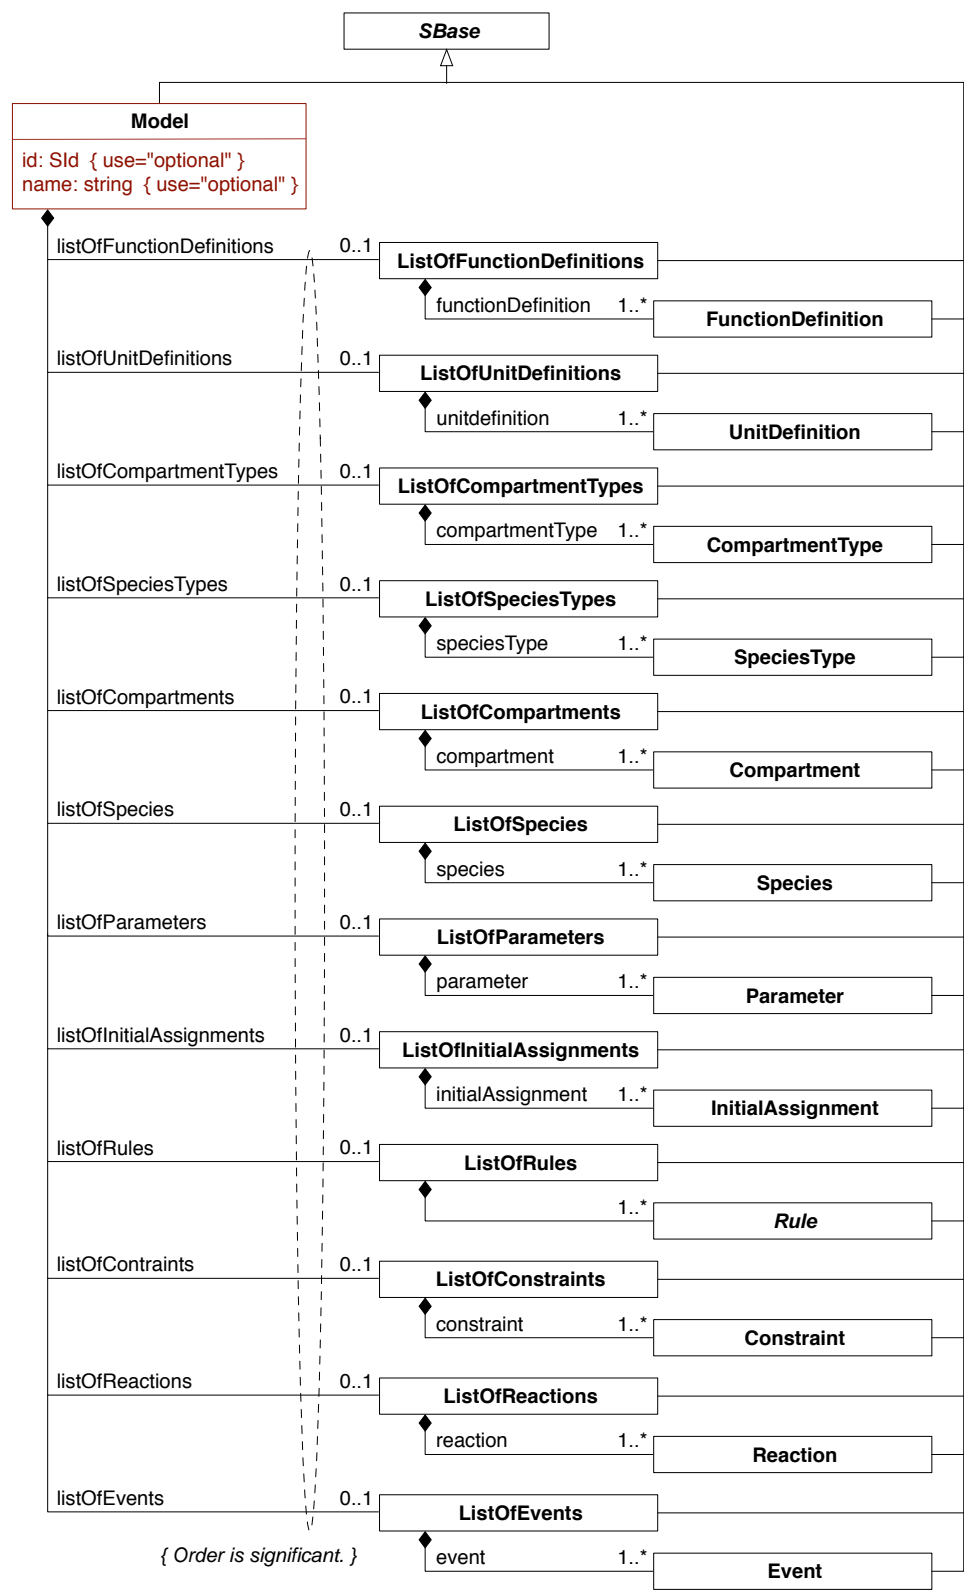 SBase
Model
id: SId { use="optional" }
name: string { use="optional" }
listOfFunctionDefinitions 0..1 ListOfFunctionDefinitions
functionDefinition 1..* FunctionDefinition
listOfUnitDefinitions 0..1 ListOfUnitDefinitions
unitdefinition 1..* UnitDefinition
listOfCompartmentTypes 0..1 ListOfCompartmentTypes
compartmentType 1..* CompartmentType
listOfSpeciesTypes 0..1 ListOfSpeciesTypes
speciesType 1..* SpeciesType
listOfCompartments 0..1 ListOfCompartments
compartment 1..* Compartment
listOfSpecies 0..1 ListOfSpecies
species 1..* Species
listOfParameters 0..1 ListOfParameters
parameter 1..* Parameter
listOfInitialAssignments 0..1 ListOfInitialAssignments
initialAssignment 1..* InitialAssignment
listOfRules 0..1 ListOfRules
1..* Rule
listOfContraints 0..1 ListOfConstraints
constraint 1..* Constraint
listOfReactions 0..1 ListOfReactions
reaction 1..* Reaction
listOfEvents 0..1 ListOfEvents
{ Order is significant. } event 1..* Event